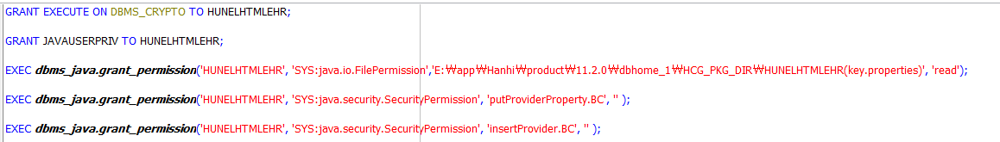 GRANT EXECUTE ON DBMS_CRYPTO TO HUNELHTMLEHR;
GRANT JAVAUSERPRIV TO HUNELHTMLEHR;
EXEC dbms_java.grant_permission('HUNELHTMLEHR', 'SYS:java.io.FilePermission','E:₩app₩Hanhi₩product₩11.2.0₩dbhome_1₩HCG_PKG_DIR₩HUNELHTMLEHR(key.properties)', 'read');
EXEC dbms_java.grant_permission('HUNELHTMLEHR', 'SYS:java.security.SecurityPermission', 'putProviderProperty.BC', '' );
EXEC dbms_java.grant_permission('HUNELHTMLEHR', 'SYS:java.security.SecurityPermission', 'insertProvider.BC', '' );